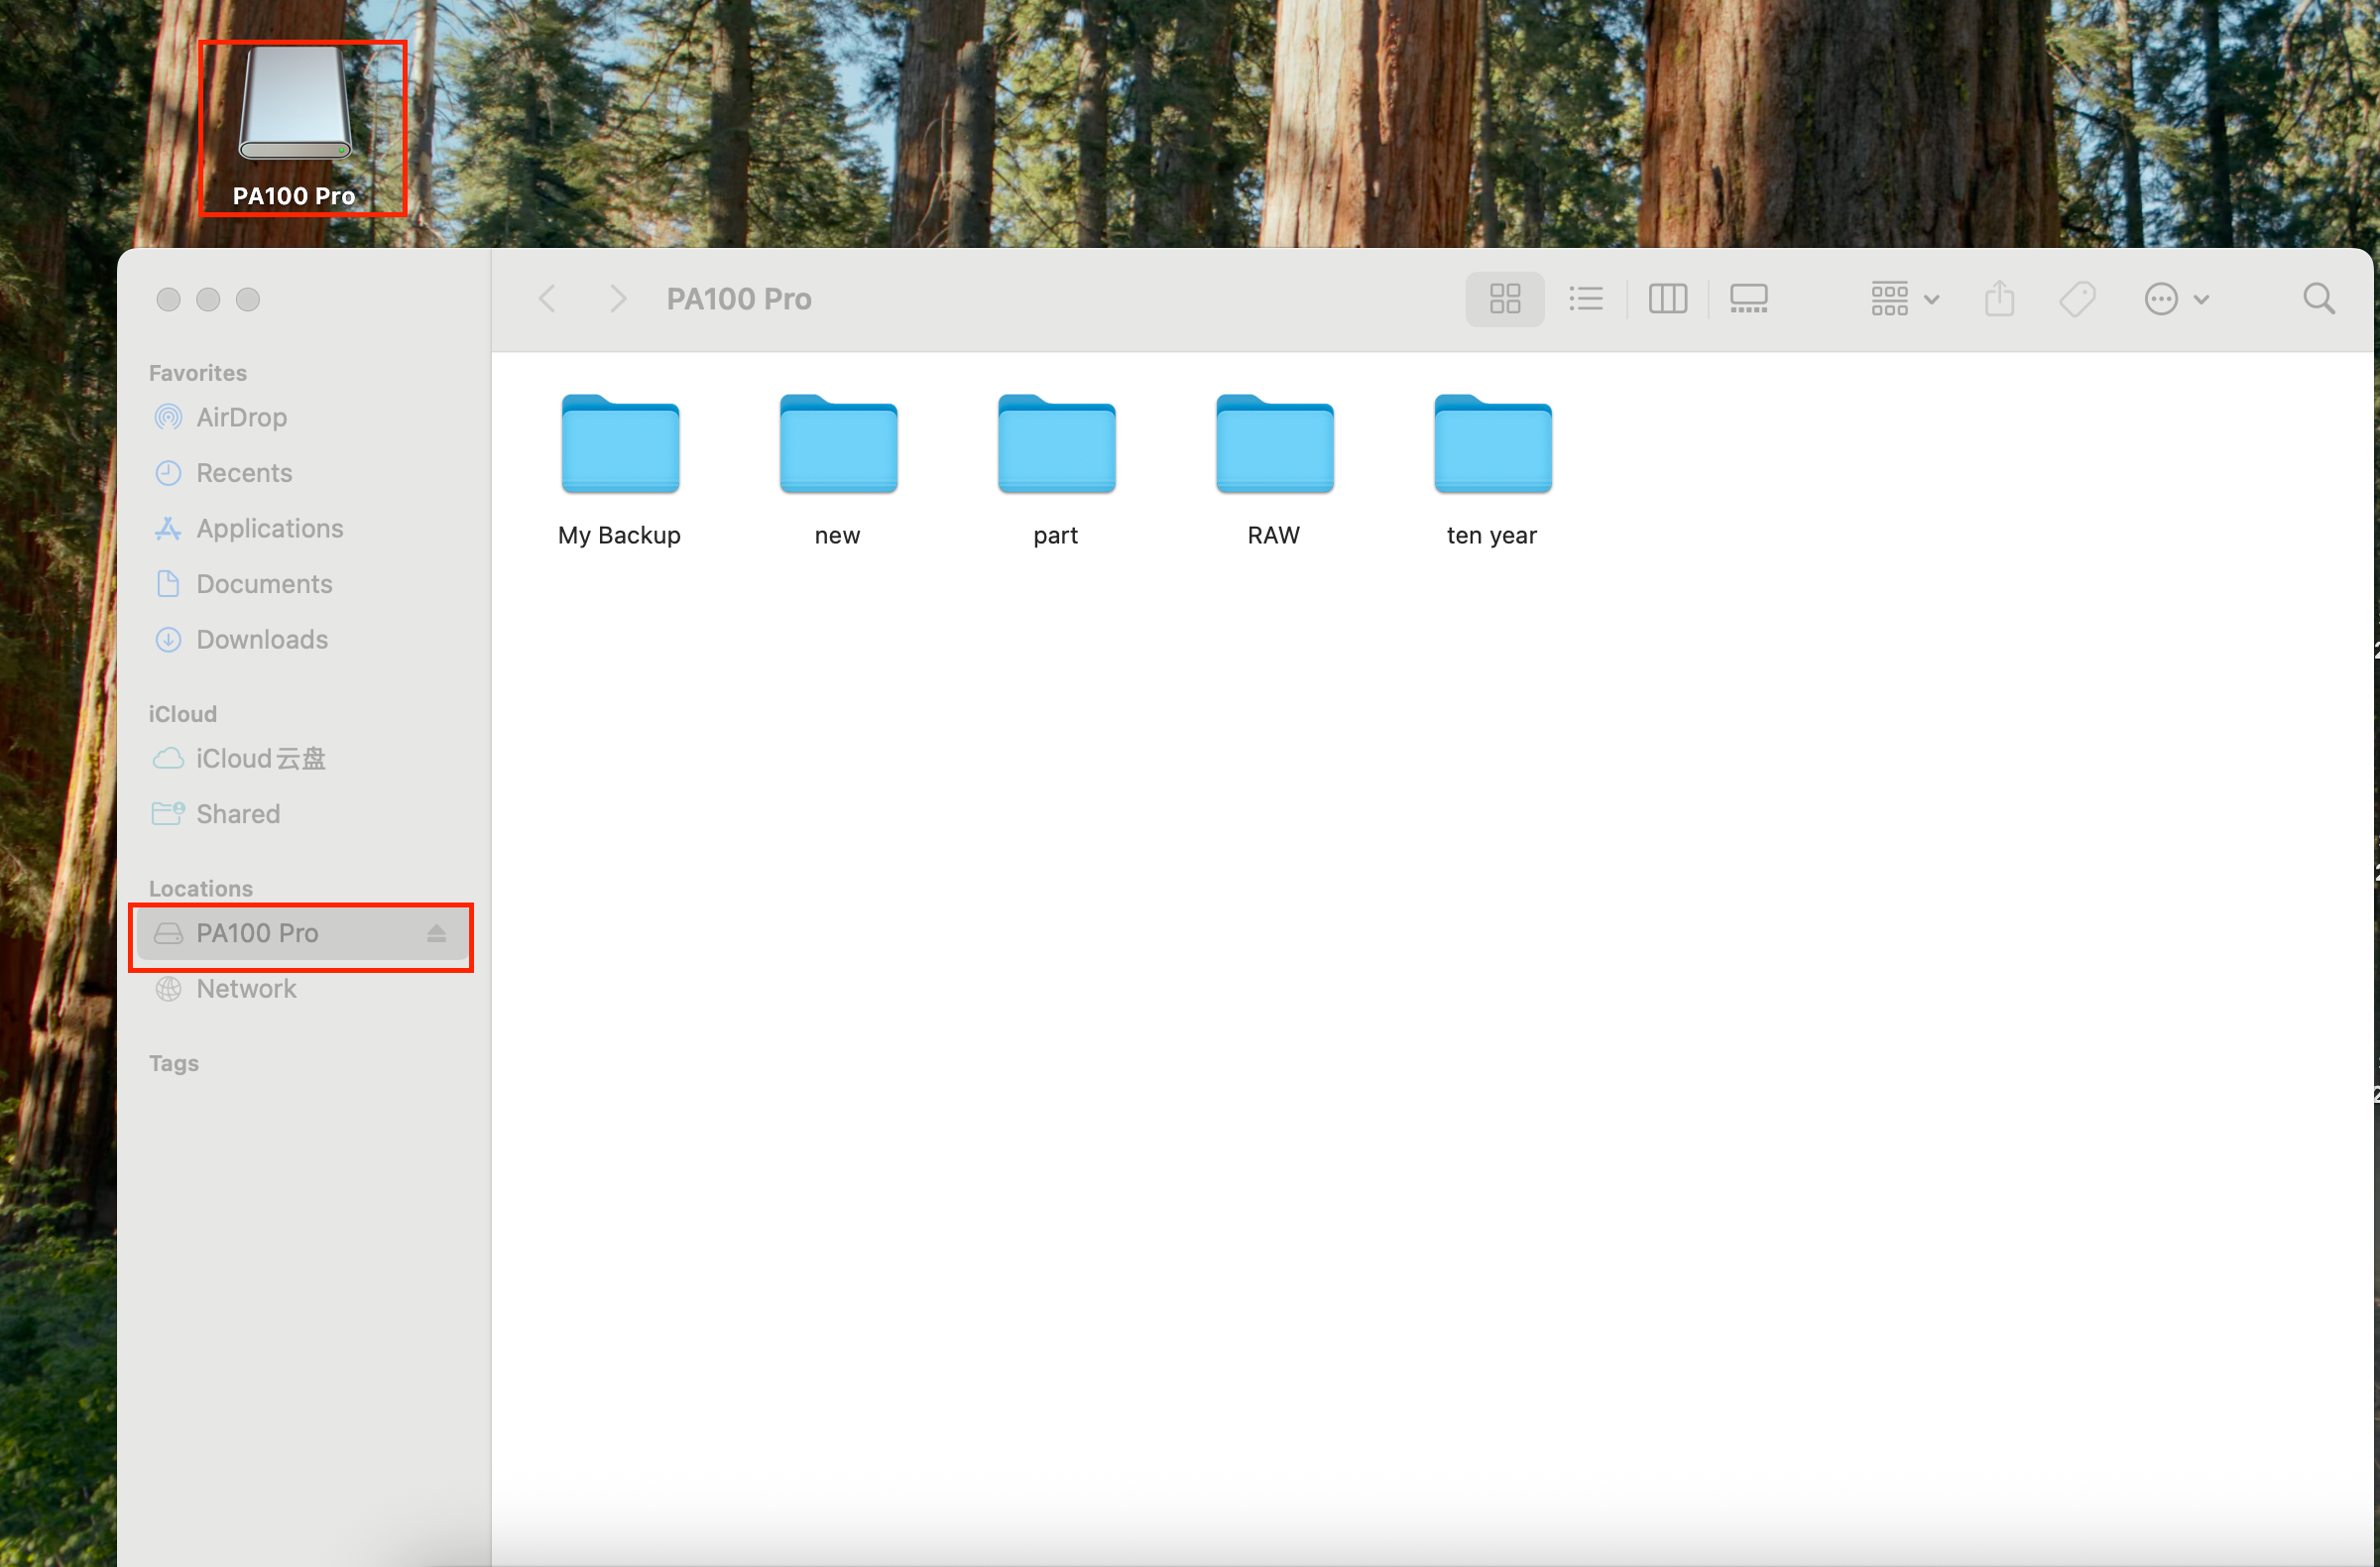 PA100 Pro
PA100 Pro
Favorites
AirDrop
Recents
Applications
Documents
Downloads
iCloud
iCloud云盘
Shared
Locations
PA100 Pro
Network
Tags
My Backup
new
part
RAW
ten year